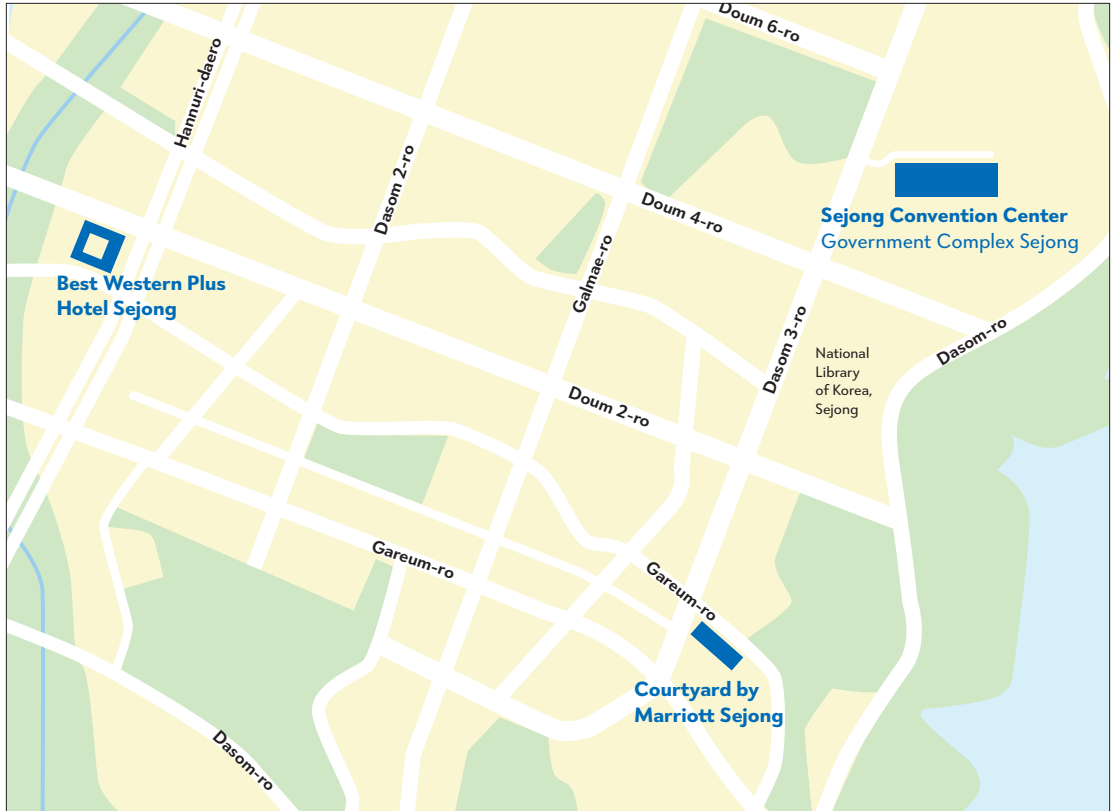 Doum 6-ro
Hannuri-daero
Dasom 2-ro
Doum 4-ro
Sejong Convention Center
Government Complex Sejong
Best Western Plus
Hotel Sejong
Galmae-ro
Dasom 3-ro
Dasom-ro
National
Library
of Korea,
Sejong
Doum 2-ro
Gareum-ro
Gareum-ro
Courtyard by
Marriott Sejong
Dasom-ro